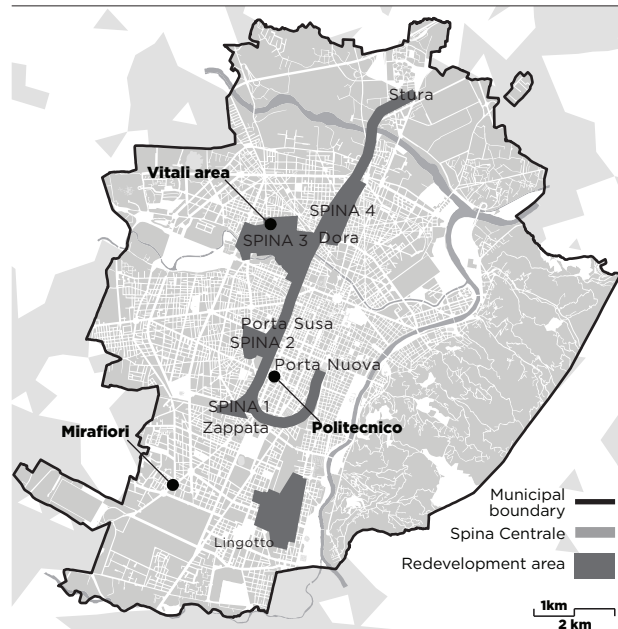 Stura
Vitali area
SPINA 4
SPINA 3
Dora
Porta Susa
SPINA 2
Porta Nuova
SPINA 1
Zappata
Politecnico
Mirafiori
Lingotto
Municipal
boundary
Spina Centrale
Redevelopment area
1km
2 km